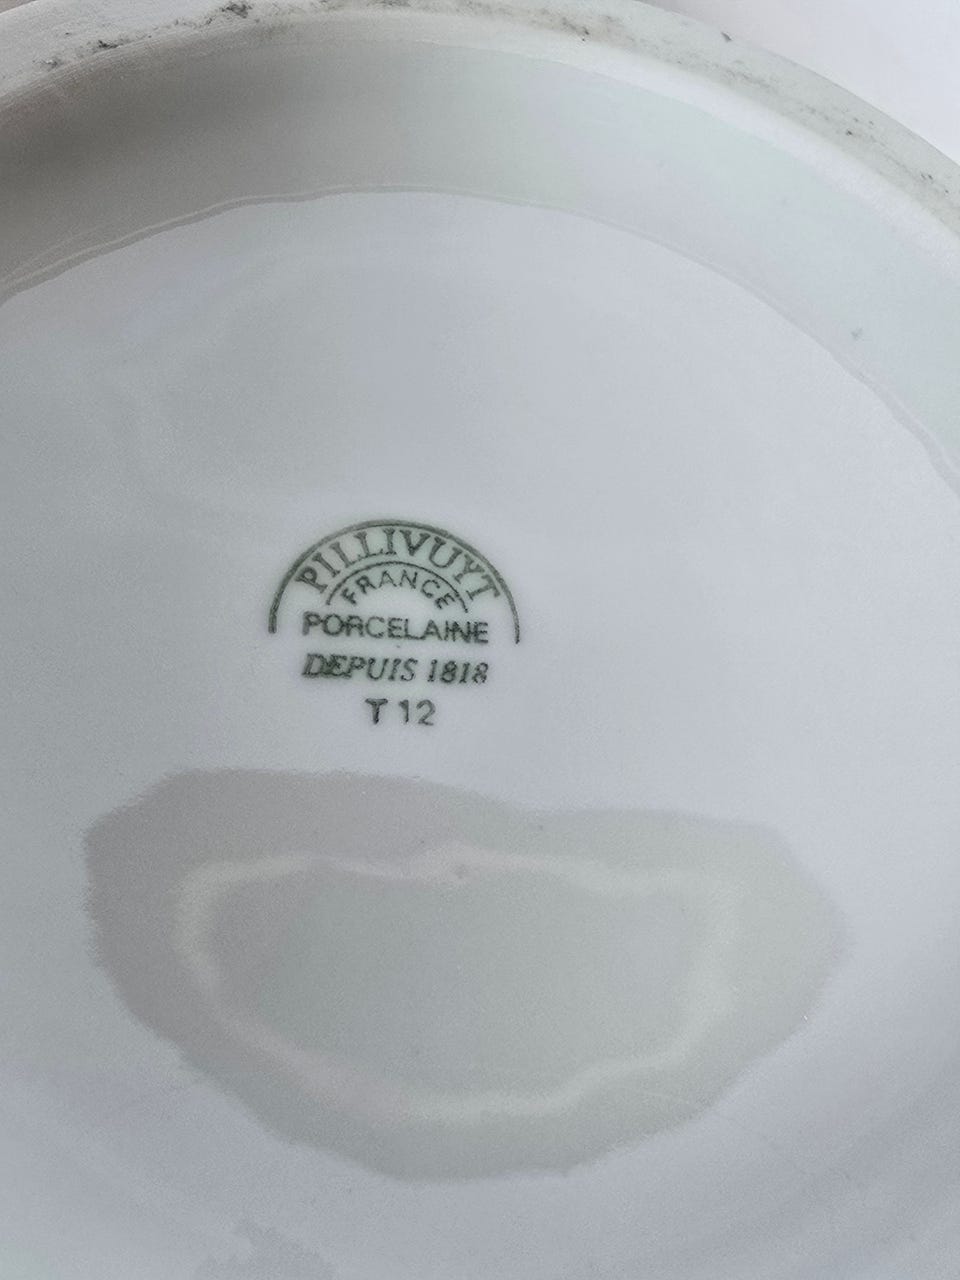 PILLIVUYT
FRANCE
PORCELAINE
DEPUIS 1818
T 12